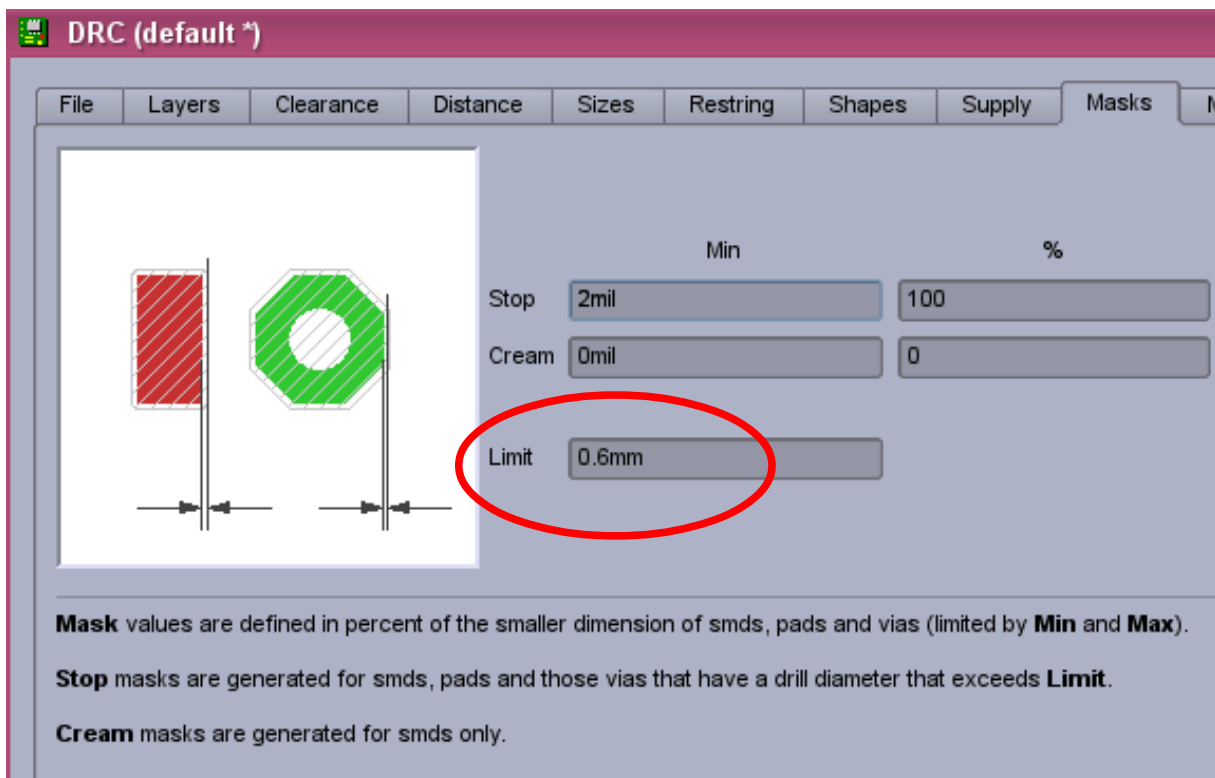 DRC (default *)
File Layers Clearance Distance Sizes Restring Shapes Supply Masks
Min %
Stop 2mil 100
Cream 0mil 0
Limit 0.6mm
Mask values are defined in percent of the smaller dimension of smds, pads and vias (limited by Min and Max).
Stop masks are generated for smds, pads and those vias that have a drill diameter that exceeds Limit.
Cream masks are generated for smds only.